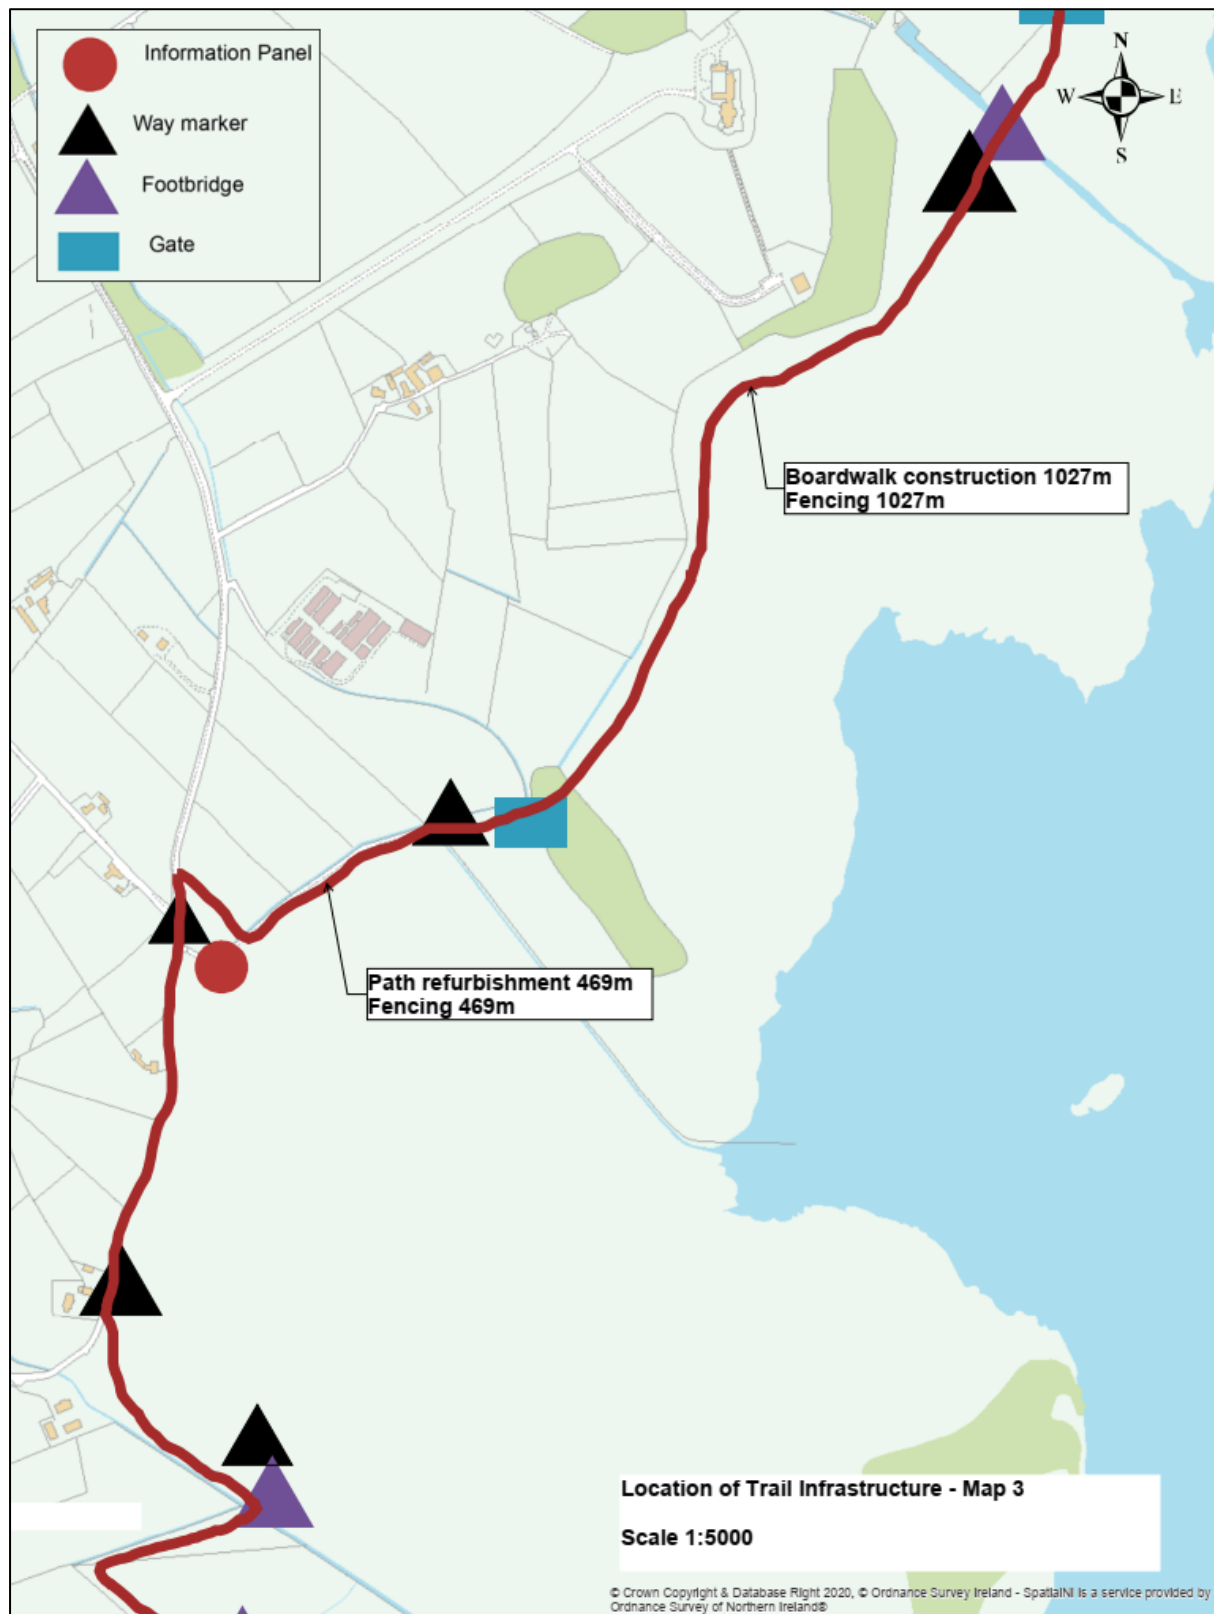 Information Panel
Way marker
Footbridge
Gate
N
W E
S
Boardwalk construction 1027m
Fencing 1027m
Path refurbishment 469m
Fencing 469m
Location of Trail Infrastructure - Map 3
Scale 1:5000
© Crown Copyright & Database Right 2020, © Ordnance Survey Ireland - SpatialNI is a service provided by
Ordnance Survey of Northern Ireland®